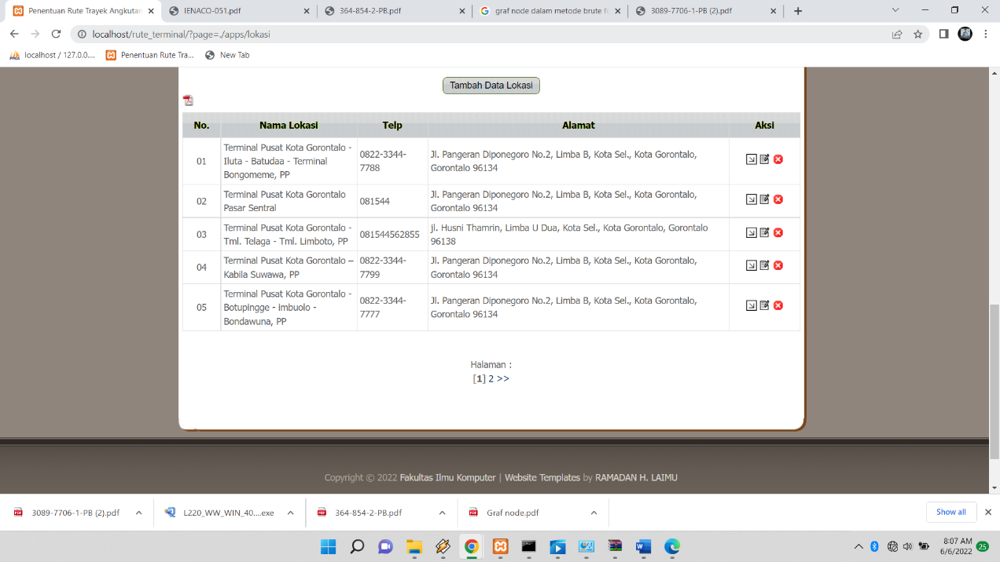 Penentuan Rute Trayek Angkutan
IENACO-051.pdf
364-854-2-PB.pdf
graf node dalam metode brute fo
3089-7706-1-PB (2).pdf
localhost/rute_terminal/?page=./apps/lokasi
localhost / 127.0.0....
Penentuan Rute Tra...
New Tab
Tambah Data Lokasi
No. Nama Lokasi Telp Alamat Aksi
01
Terminal Pusat Kota Gorontalo -
Iluta - Batudaa - Terminal
Bongomeme, PP
0822-3344-
7788
Jl. Pangeran Diponegoro No.2, Limba B, Kota Sel., Kota Gorontalo,
Gorontalo 96134
02
Terminal Pusat Kota Gorontalo
Pasar Sentral
081544
Jl. Pangeran Diponegoro No.2, Limba B, Kota Sel., Kota Gorontalo,
Gorontalo 96134
03
Terminal Pusat Kota Gorontalo -
Tml. Telaga - Tml. Limboto, PP
081544562855
jl. Husni Thamrin, Limba U Dua, Kota Sel., Kota Gorontalo, Gorontalo
96138
04
Terminal Pusat Kota Gorontalo –
Kabila Suwawa, PP
0822-3344-
7799
Jl. Pangeran Diponegoro No.2, Limba B, Kota Sel., Kota Gorontalo,
Gorontalo 96134
05
Terminal Pusat Kota Gorontalo -
Botupingge - imbuolo -
Bondawuna, PP
0822-3344-
7777
Jl. Pangeran Diponegoro No.2, Limba B, Kota Sel., Kota Gorontalo,
Gorontalo 96134
Halaman :
[1] 2 >>
Copyright © 2022 Fakultas Ilmu Komputer | Website Templates by RAMADAN H. LAIMU
3089-7706-1-PB (2).pdf
L220_WW_WIN_40....exe
364-854-2-PB.pdf
Graf node.pdf
Show all
8:07 AM
6/6/2022
25